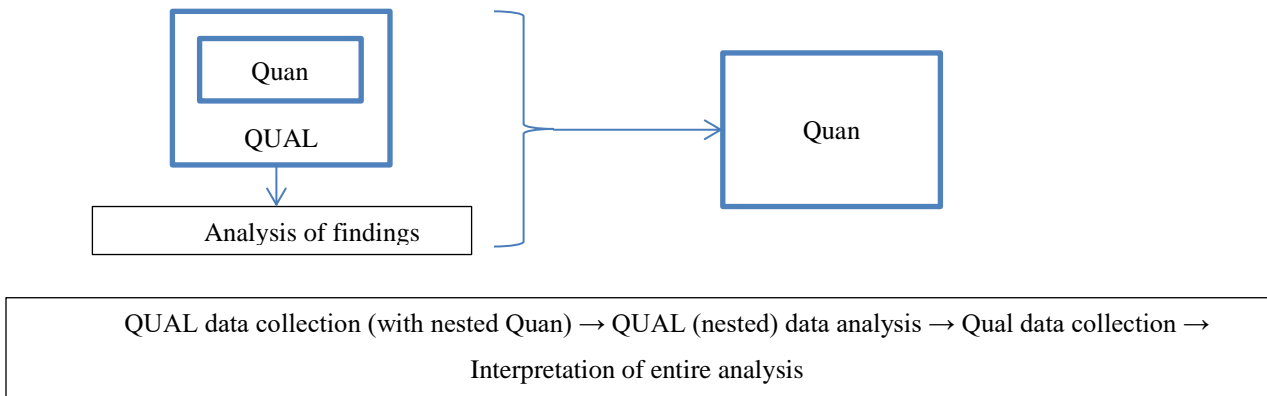 Quan
QUAL
Analysis of findings
Quan
QUAL data collection (with nested Quan) → QUAL (nested) data analysis → Qual data collection →
Interpretation of entire analysis